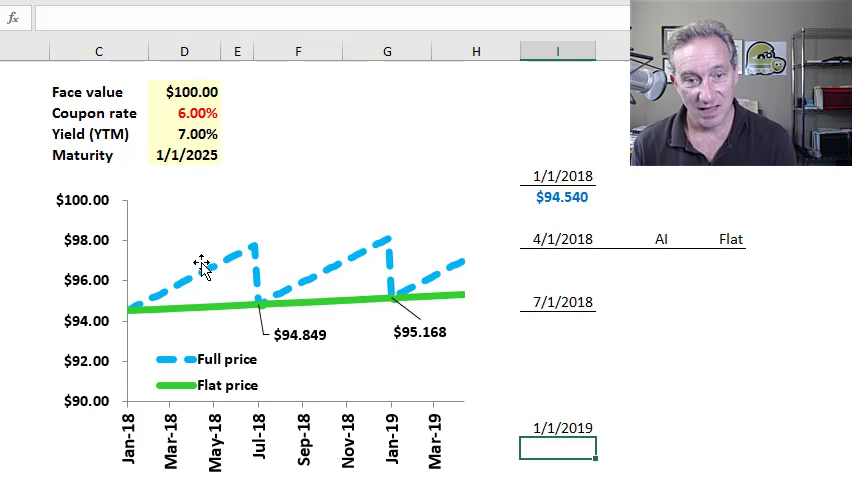 fx
C D E F G H I
Face value $100.00
Coupon rate 6.00%
Yield (YTM) 7.00%
Maturity 1/1/2025
1/1/2018
$94.540
4/1/2018 AI Flat
7/1/2018
1/1/2019
$100.00
$98.00
$96.00
$94.00
$92.00
$90.00
$94.849
$95.168
Full price
Flat price
Jan-18 Mar-18 May-18 Jul-18 Sep-18 Nov-18 Jan-19 Mar-19